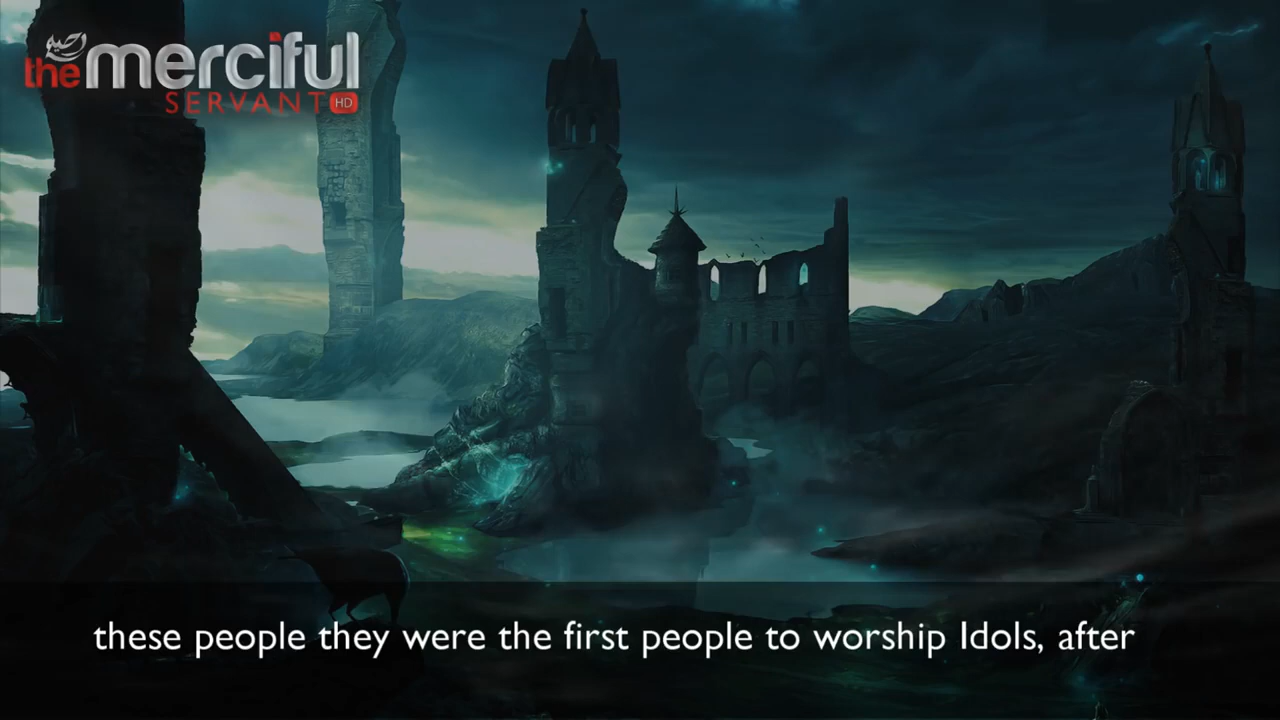 the merciful
SERVANT HD
these people they were the first people to worship Idols, after